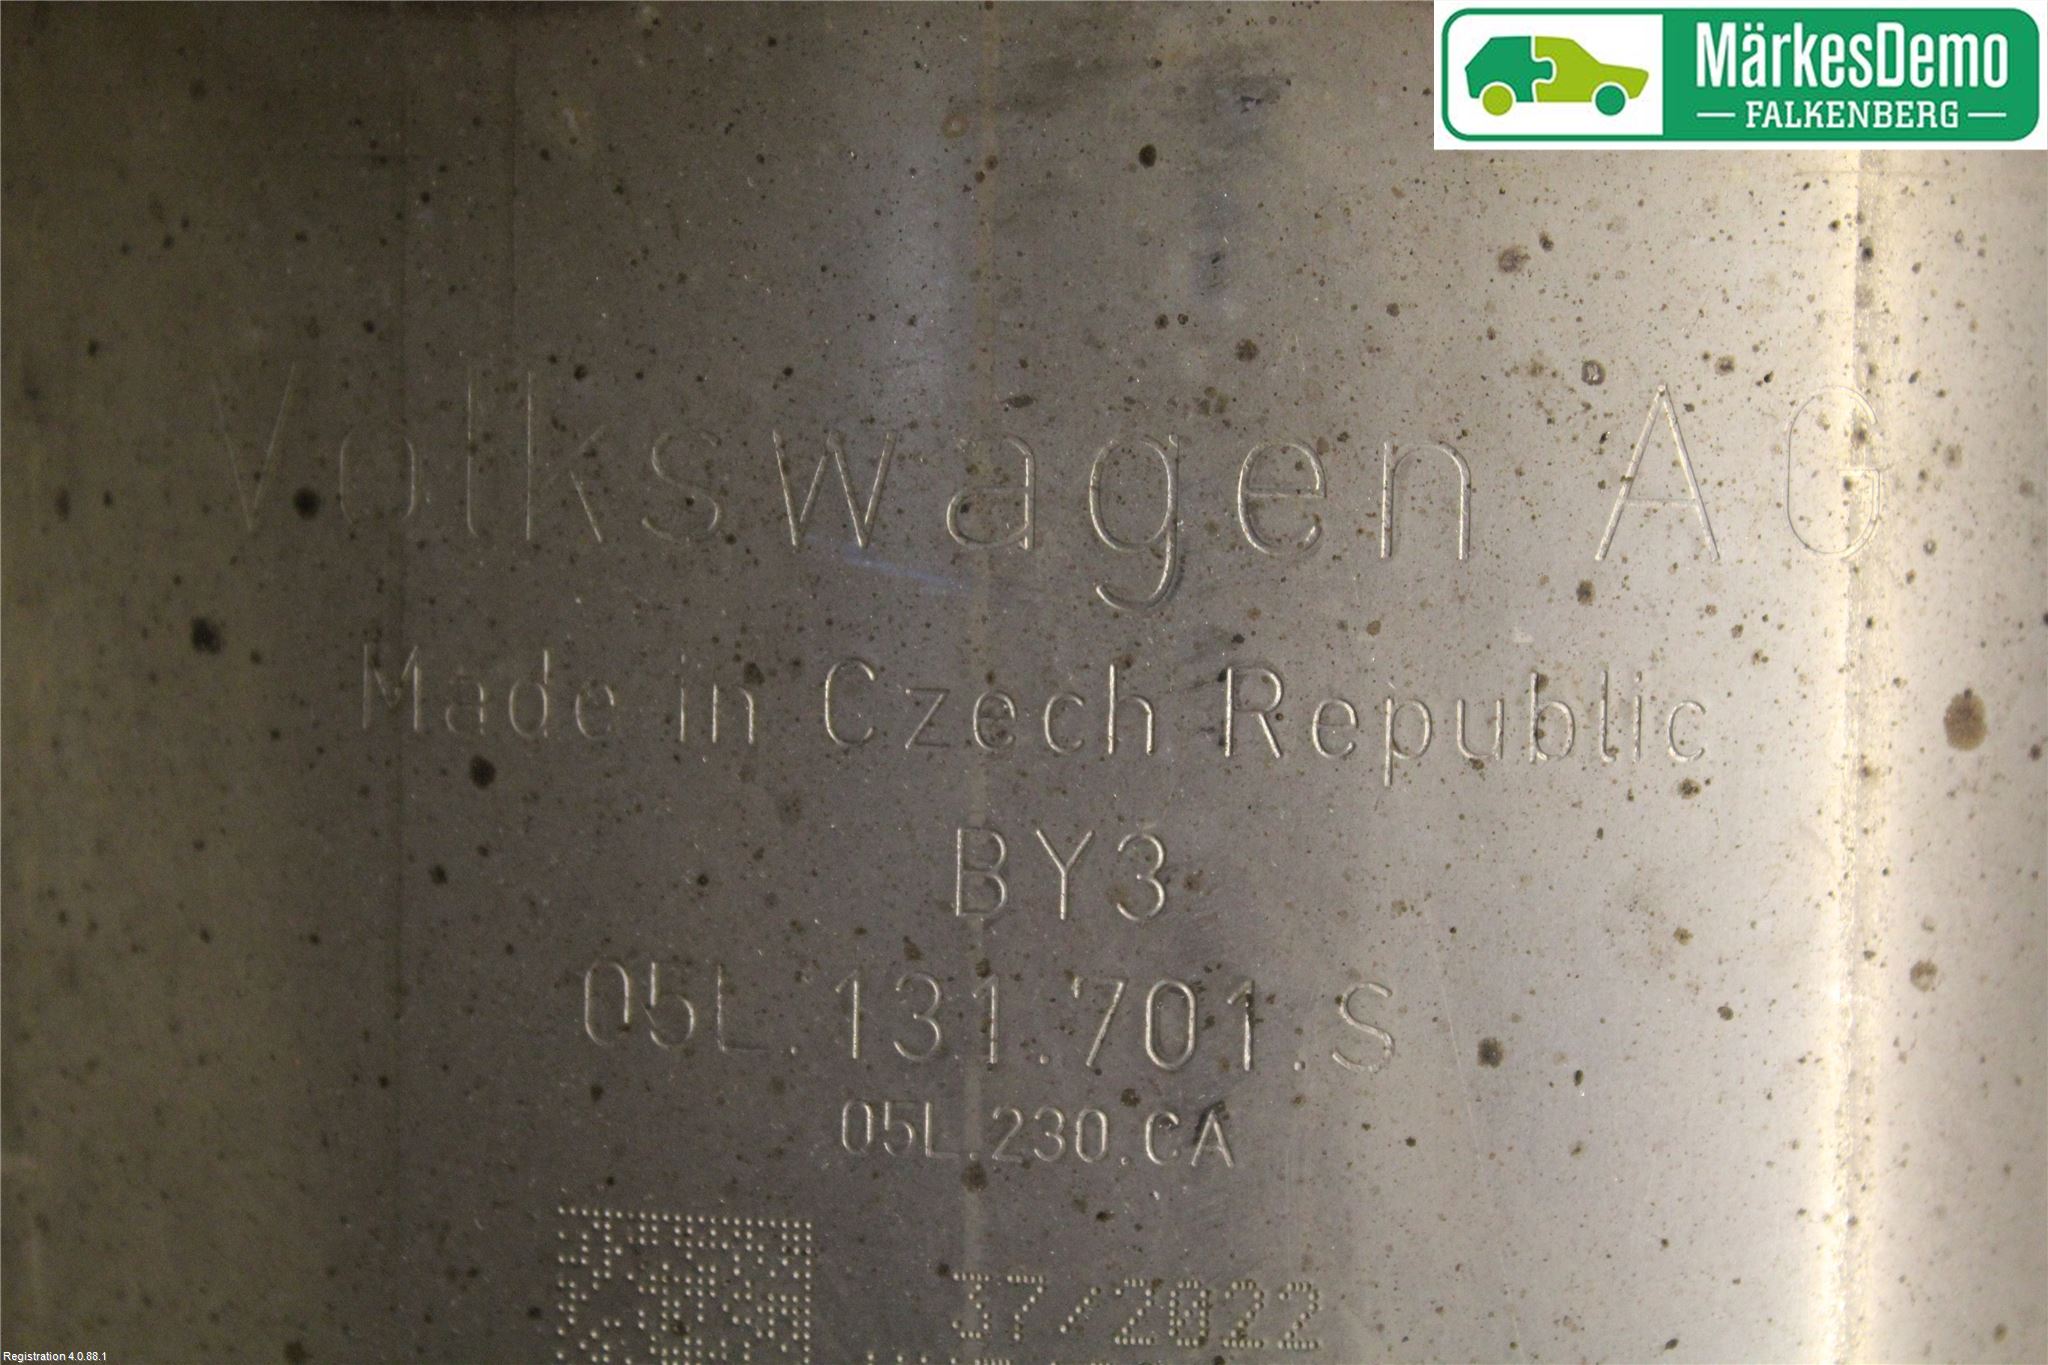 MärkesDemo
FALKENBERG
Volkswagen AG
Made in Czech Republic
BY3
05L.131.701.S
05L.230.CA
37/2022
Registration 4.0.88.1